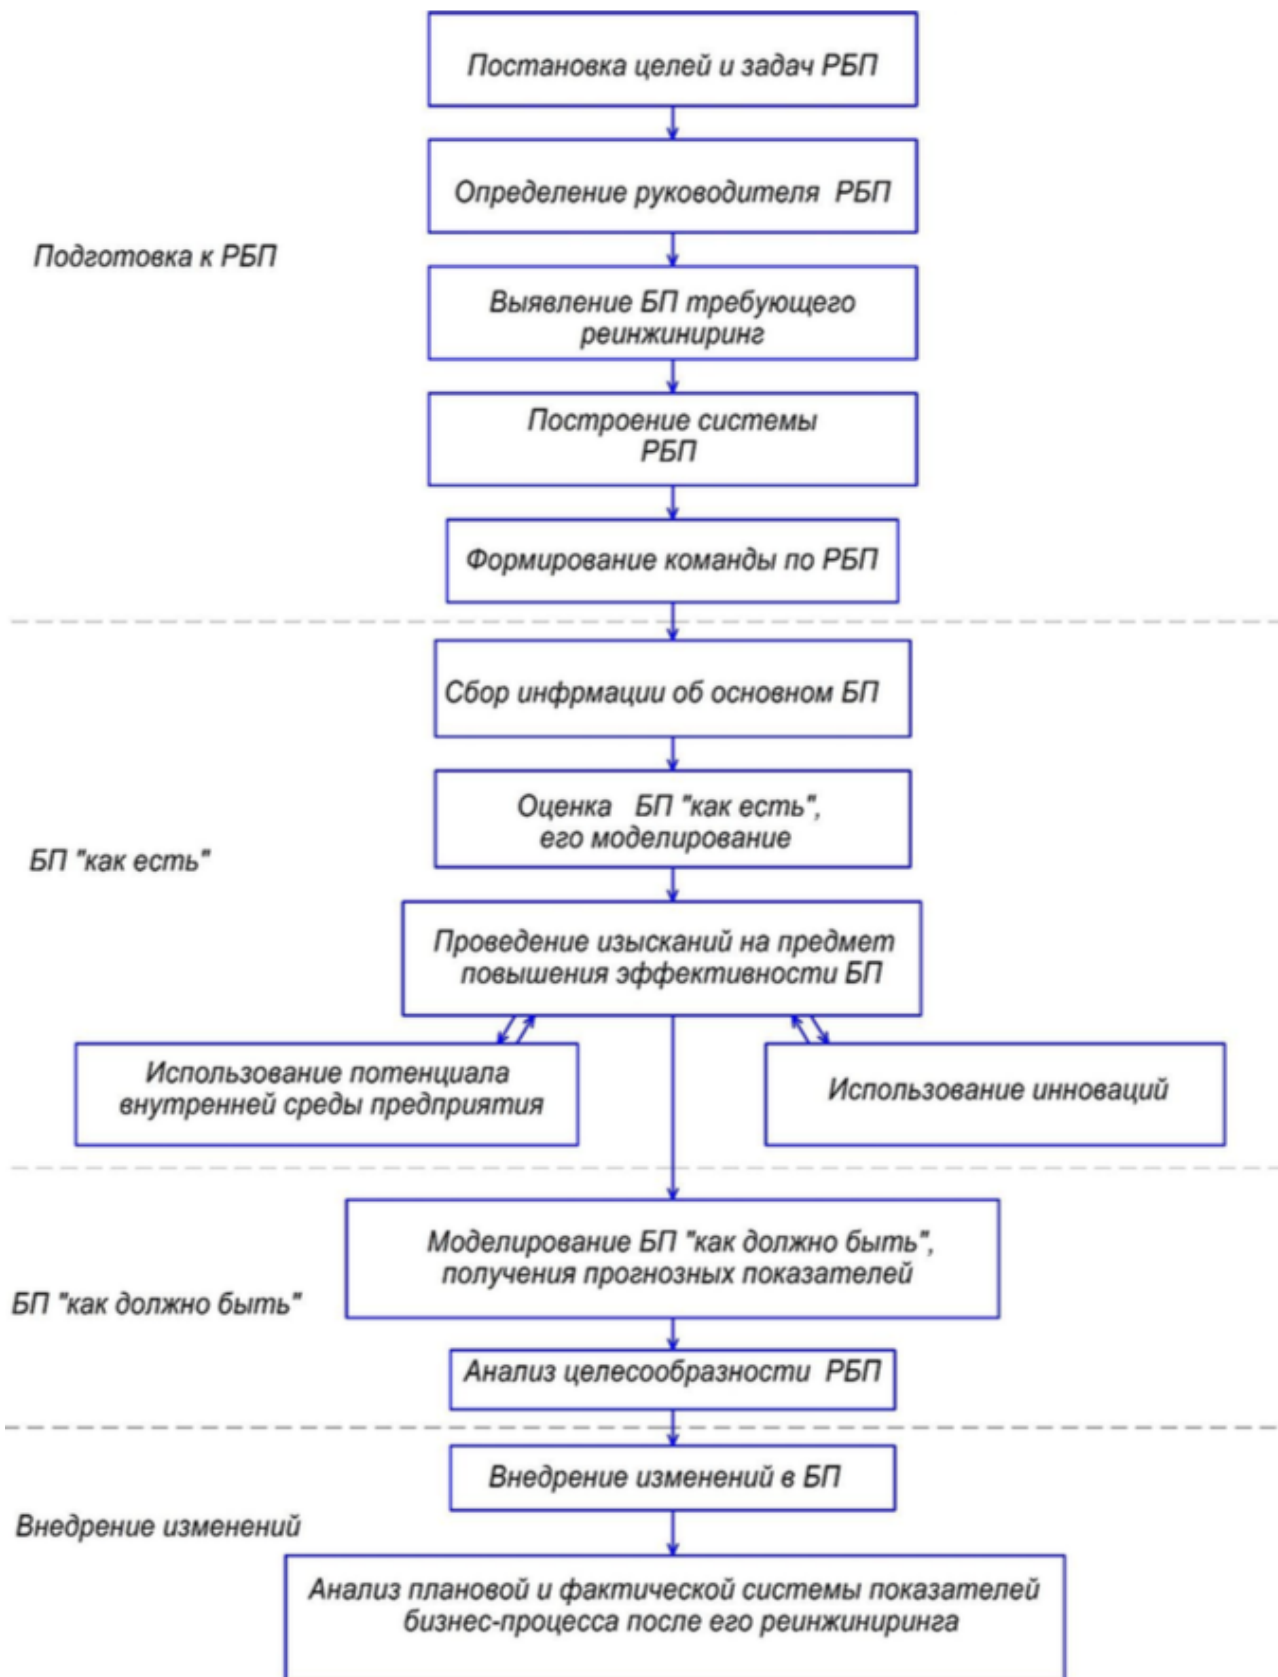 Постановка целей и задач РБП
Определение руководителя РБП
Подготовка к РБП
Выявление БП требующего
реинжиниринг
Построение системы
РБП
Формирование команды по РБП
Сбор инфрмации об основном БП
Оценка БП "как есть",
его моделирование
БП "как есть"
Проведение изысканий на предмет
повышения эффективности БП
Использование потенциала
внутренней среды предприятия
Использование инноваций
Моделирование БП "как должно быть",
получения прогнозных показателей
БП "как должно быть"
Анализ целесообразности РБП
Внедрение изменений в БП
Внедрение изменений
Анализ плановой и фактической системы показателей
бизнес-процесса после его реинжиниринга